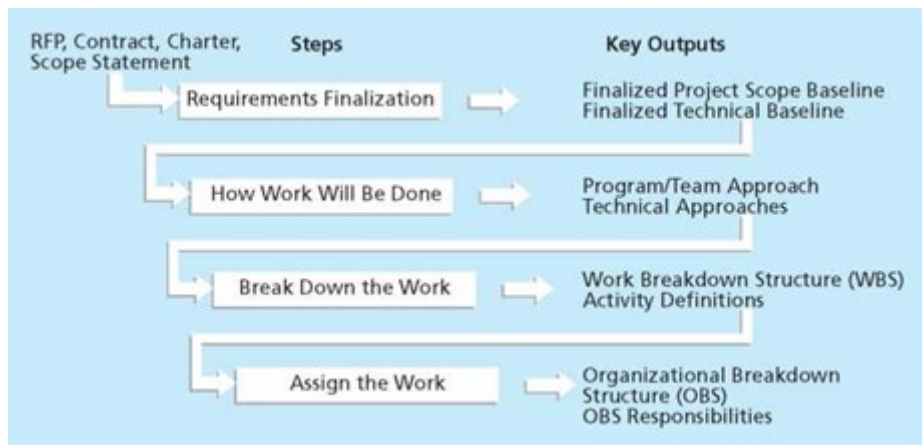 RFP, Contract, Charter,
Scope Statement
Steps
Key Outputs
Requirements Finalization
Finalized Project Scope Baseline
Finalized Technical Baseline
How Work Will Be Done
Program/Team Approach
Technical Approaches
Break Down the Work
Work Breakdown Structure (WBS)
Activity Definitions
Assign the Work
Organizational Breakdown
Structure (OBS)
OBS Responsibilities